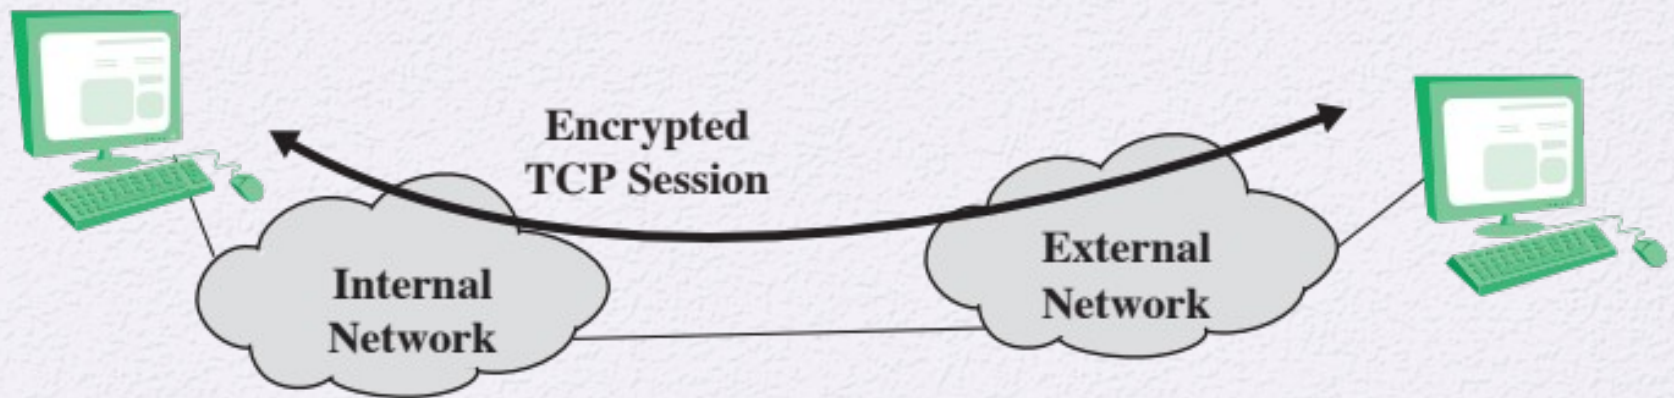 Encrypted
TCP Session
Internal
Network
External
Network